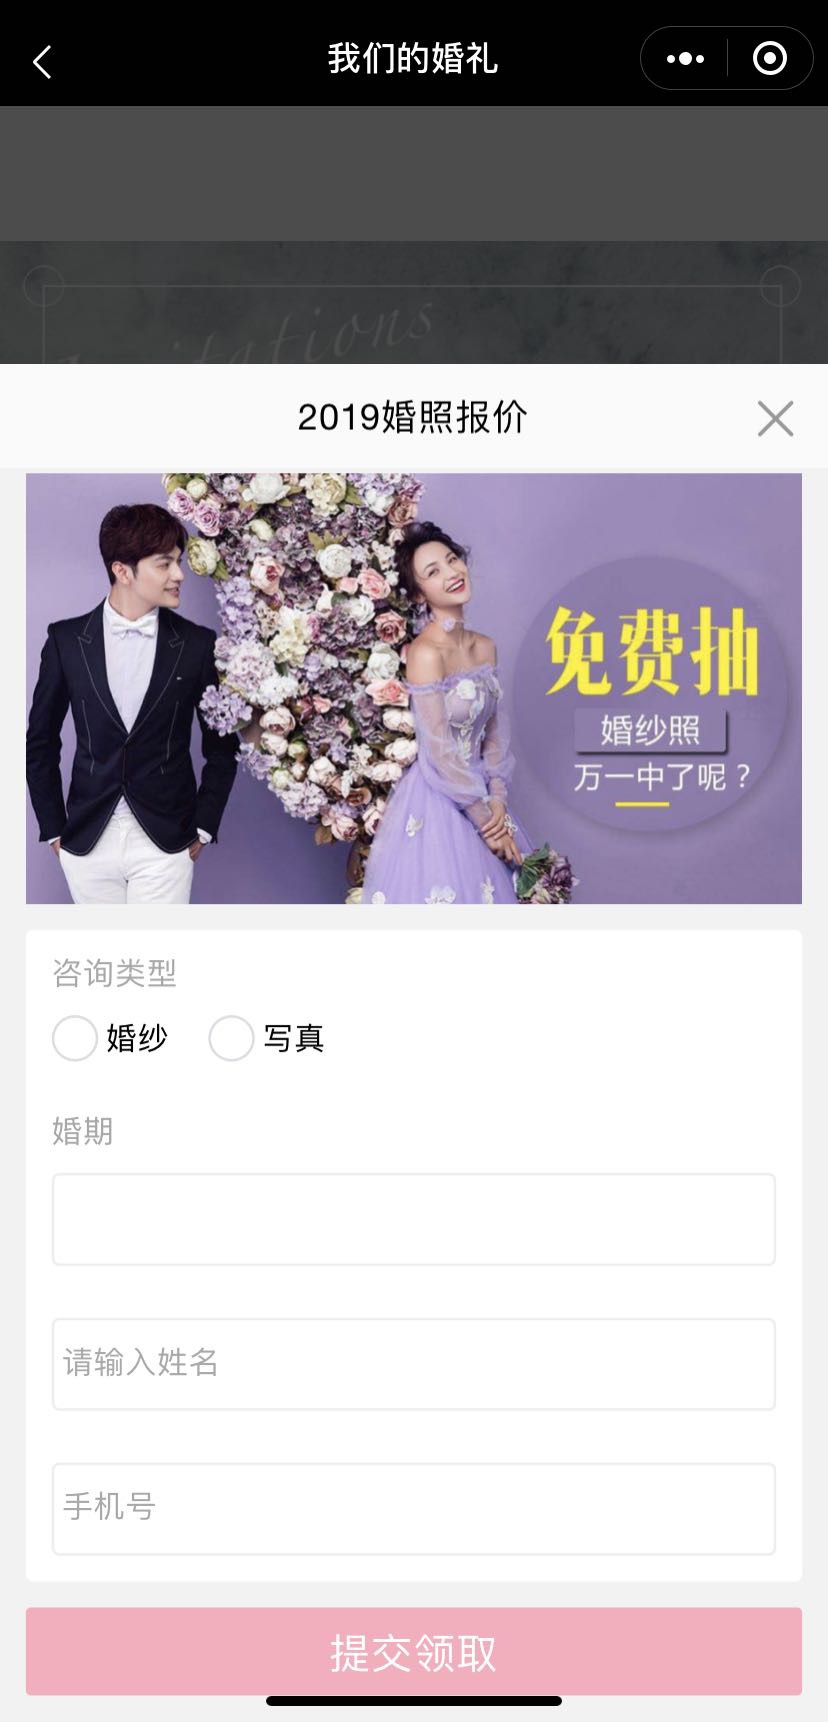 我们的婚礼
Invitations
2019婚照报价
免费抽
婚纱照
万一中了呢？
咨询类型
婚纱
写真
婚期
请输入姓名
手机号
提交领取